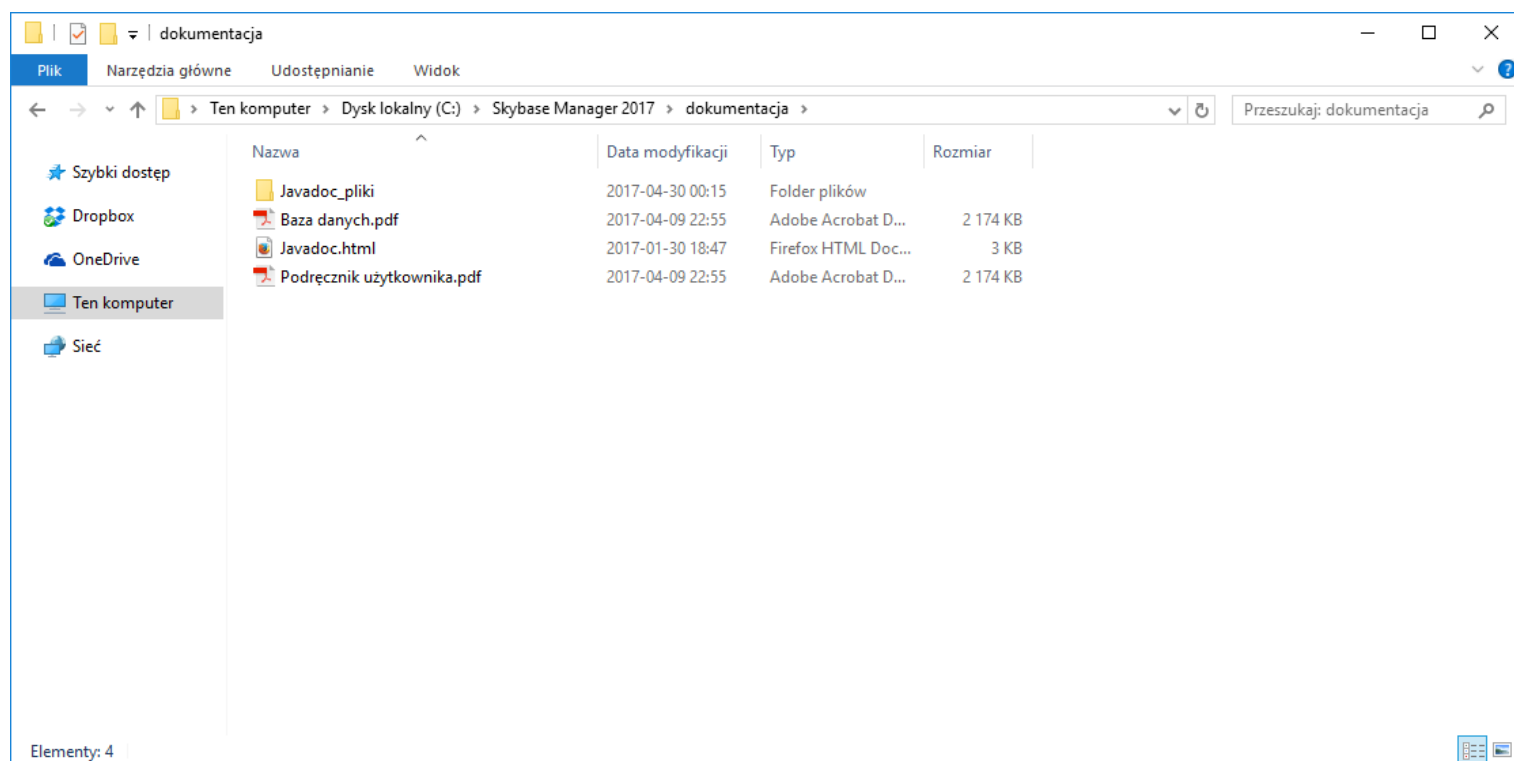 dokumentacja
Plik Narzędzia główne Udostępnianie Widok
Ten komputer Dysk lokalny (C:) Skybase Manager 2017 dokumentacja Przeszukaj: dokumentacja
Nazwa Data modyfikacji Typ Rozmiar
Szybki dostęp
Dropbox
OneDrive
Ten komputer
Sieć
Javadoc_pliki 2017-04-30 00:15 Folder plików
Baza danych.pdf 2017-04-09 22:55 Adobe Acrobat D... 2 174 KB
Javadoc.html 2017-01-30 18:47 Firefox HTML Doc... 3 KB
Podręcznik użytkownika.pdf 2017-04-09 22:55 Adobe Acrobat D... 2 174 KB
Elementy: 4